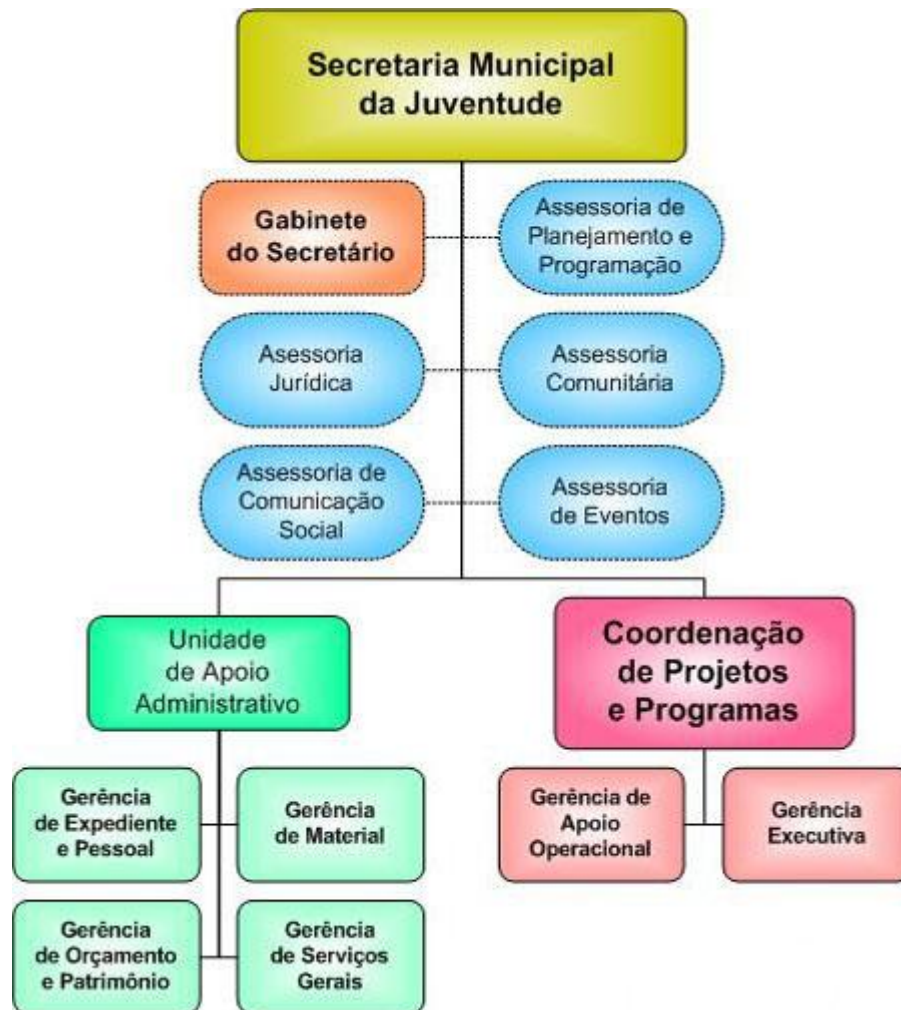 Secretaria Municipal
da Juventude
Gabinete
do Secretário
Assessoria de
Planejamento e
Programação
Asessoria
Jurídica
Assessoria
Comunitária
Assessoria de
Comunicação
Social
Assessoria
de Eventos
Unidade
de Apoio
Administrativo
Coordenação
de Projetos
e Programas
Gerência
de Expediente
e Pessoal
Gerência
de Material
Gerência de
Apoio
Operacional
Gerência
Executiva
Gerência
de Orçamento
e Patrimônio
Gerência
de Serviços
Gerais